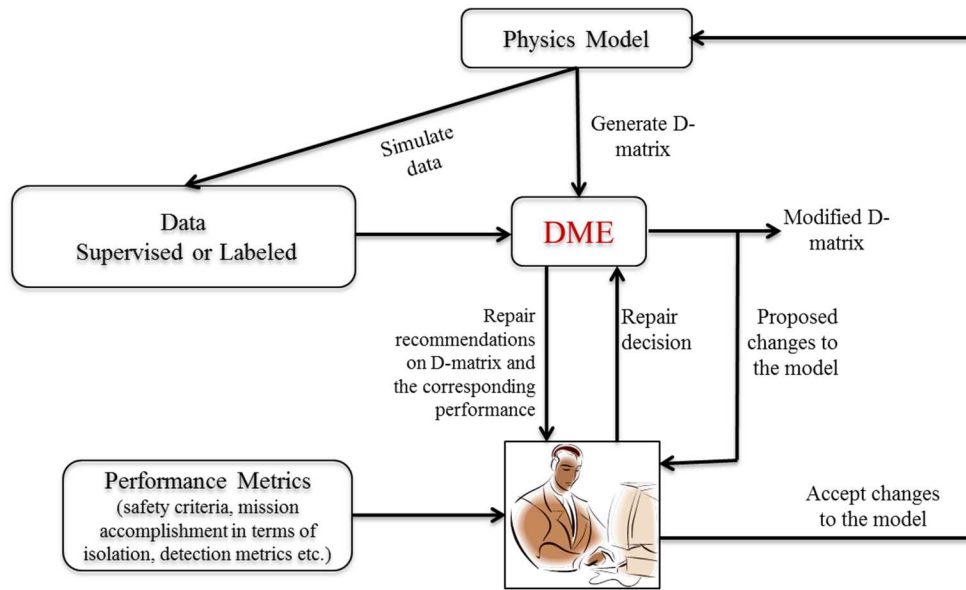 Physics Model
Simulate
data
Generate D-
matrix
Data
Supervised or Labeled
DME
Modified D-
matrix
Repair
recommendations
on D-matrix and
the corresponding
performance
Repair
decision
Proposed
changes to
the model
Performance Metrics
(safety criteria, mission
accomplishment in terms of
isolation, detection metrics etc.)
Accept changes
to the model